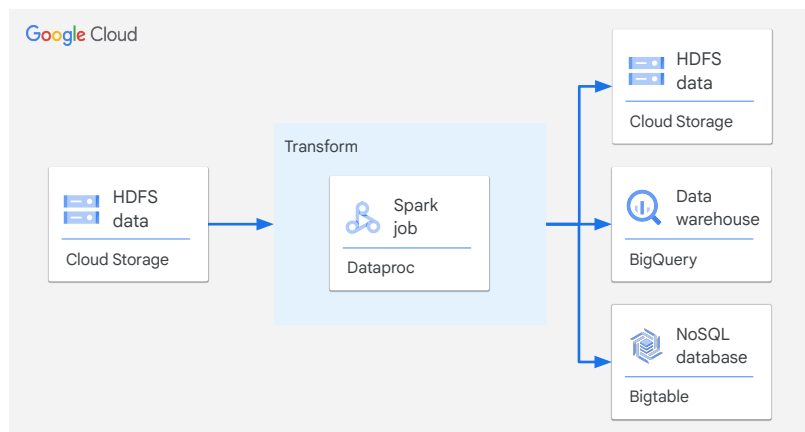 Google Cloud
Transform
HDFS
data
Cloud Storage
Spark
job
Dataproc
HDFS
data
Cloud Storage
Data
warehouse
BigQuery
NoSQL
database
Bigtable